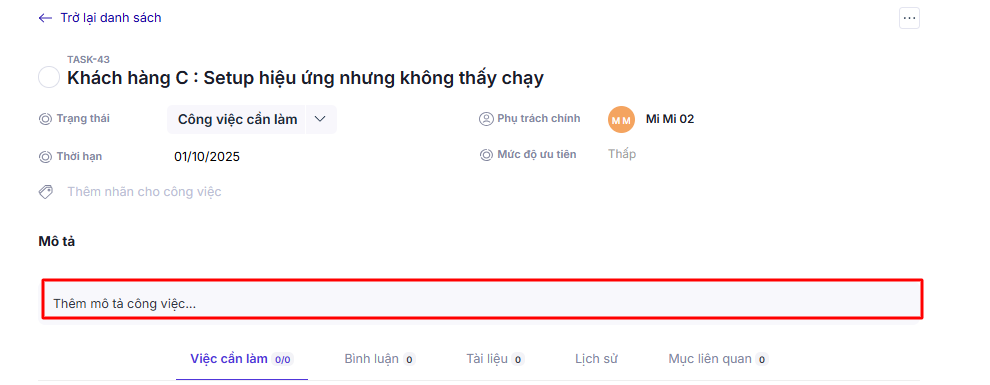 Trở lại danh sách
TASK-43
Khách hàng C : Setup hiệu ứng nhưng không thấy chạy
Trạng thái Công việc cần làm Phụ trách chính MM Mi Mi 02
Thời hạn 01/10/2025 Mức độ ưu tiên Thấp
Thêm nhãn cho công việc
Mô tả
Thêm mô tả công việc...
Việc cần làm 0/0 Bình luận 0 Tài liệu 0 Lịch sử Mục liên quan 0